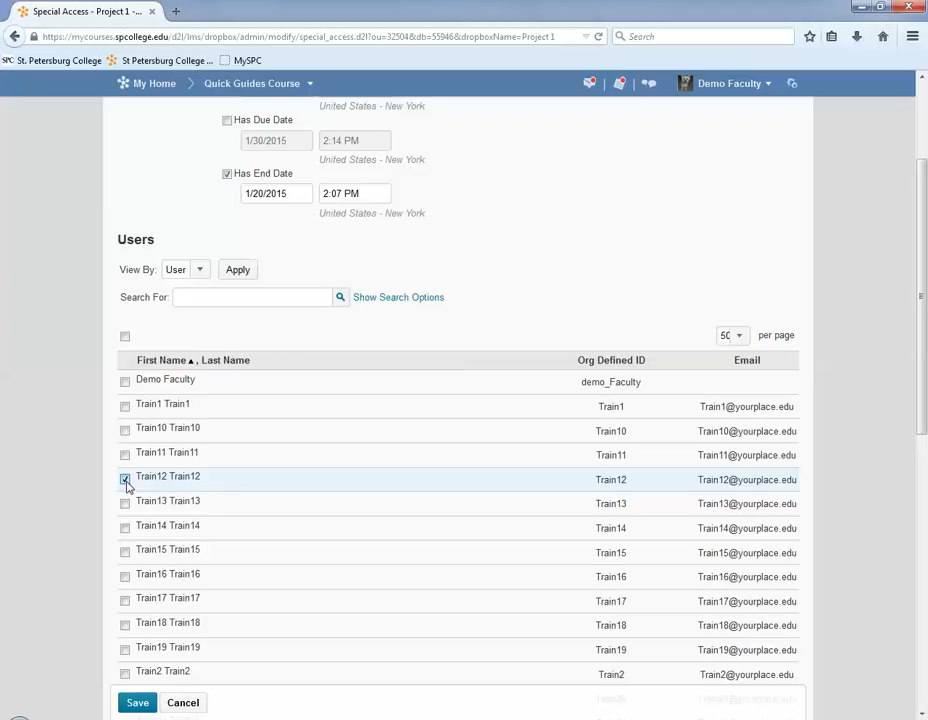 Special Access - Project 1 -...
https://mycourses.spcollege.edu/d2l/lms/dropbox/admin/modify/special_access.d2l?ou=32504&db=55946&dropboxName=Project 1
Search
SPC St. Petersburg College
St Petersburg College ...
MySPC
My Home
Quick Guides Course
Demo Faculty
United States - New York
Has Due Date
1/30/2015 2:14 PM
United States - New York
Has End Date
1/20/2015 2:07 PM
United States - New York
Users
View By: User Apply
Search For: Show Search Options
50 per page
First Name ▲, Last Name Org Defined ID Email
Demo Faculty demo_Faculty
Train1 Train1 Train1 Train1@yourplace.edu
Train10 Train10 Train10 Train10@yourplace.edu
Train11 Train11 Train11 Train11@yourplace.edu
Train12 Train12 Train12 Train12@yourplace.edu
Train13 Train13 Train13 Train13@yourplace.edu
Train14 Train14 Train14 Train14@yourplace.edu
Train15 Train15 Train15 Train15@yourplace.edu
Train16 Train16 Train16 Train16@yourplace.edu
Train17 Train17 Train17 Train17@yourplace.edu
Train18 Train18 Train18 Train18@yourplace.edu
Train19 Train19 Train19 Train19@yourplace.edu
Train2 Train2 Train2 Train2@yourplace.edu
Save Cancel